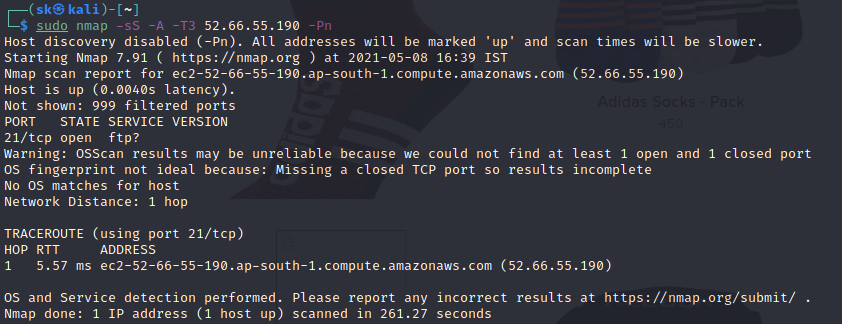 ┌──(sk㉿kali)-[~]
└─$ sudo nmap -sS -A -T3 52.66.55.190 -Pn
Host discovery disabled (-Pn). All addresses will be marked 'up' and scan times will be slower.
Starting Nmap 7.91 ( https://nmap.org ) at 2021-05-08 16:39 IST
Nmap scan report for ec2-52-66-55-190.ap-south-1.compute.amazonaws.com (52.66.55.190)
Host is up (0.0040s latency).
Not shown: 999 filtered ports
PORT   STATE SERVICE VERSION
21/tcp open  ftp?
Warning: OSScan results may be unreliable because we could not find at least 1 open and 1 closed port
OS fingerprint not ideal because: Missing a closed TCP port so results incomplete
No OS matches for host
Network Distance: 1 hop

TRACEROUTE (using port 21/tcp)
HOP RTT     ADDRESS
1   5.57 ms ec2-52-66-55-190.ap-south-1.compute.amazonaws.com (52.66.55.190)

OS and Service detection performed. Please report any incorrect results at https://nmap.org/submit/ .
Nmap done: 1 IP address (1 host up) scanned in 261.27 seconds
adidas
Adidas Socks - Pack
450